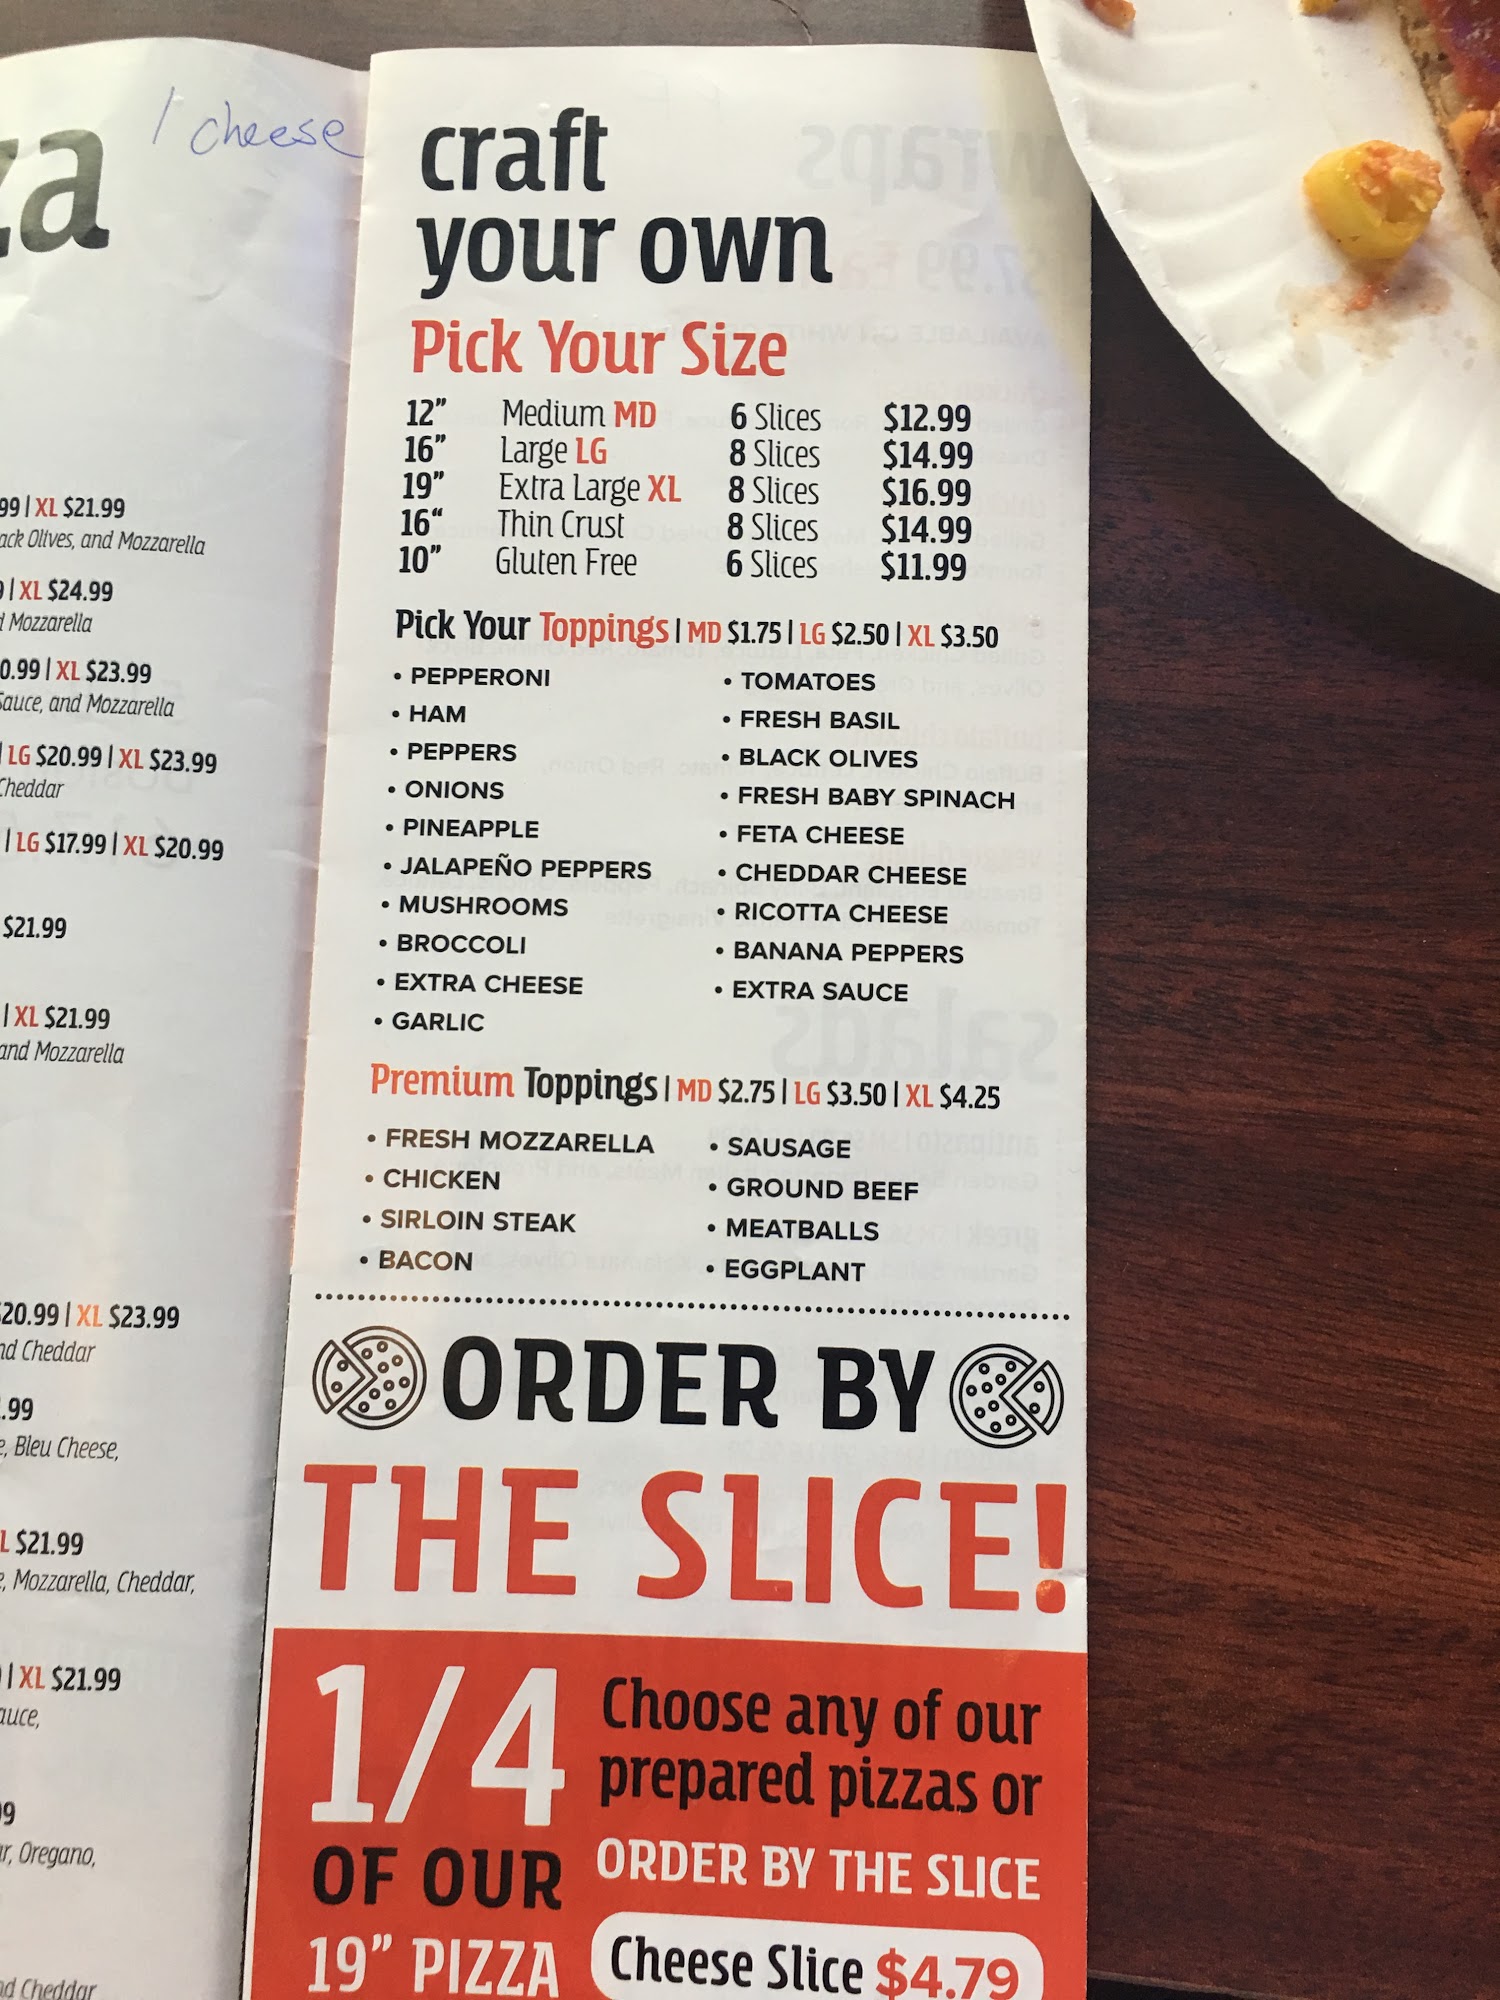 za
/ cheese
99 | XL $21.99
ack Olives, and Mozzarella
| XL $24.99
Mozzarella
0.99 | XL $23.99
Sauce, and Mozzarella
| LG $20.99 | XL $23.99
Cheddar
| LG $17.99 | XL $20.99
$21.99
| XL $21.99
and Mozzarella
$20.99 | XL $23.99
nd Cheddar
.99
e, Bleu Cheese,
L $21.99
e, Mozzarella, Cheddar,
| XL $21.99
auce,
99
ar, Oregano,
nd Cheddar
craft
your own
Pick Your Size
12” Medium MD 6 Slices $12.99
16” Large LG 8 Slices $14.99
19” Extra Large XL 8 Slices $16.99
16“ Thin Crust 8 Slices $14.99
10” Gluten Free 6 Slices $11.99
Pick Your Toppings | MD $1.75 | LG $2.50 | XL $3.50
• PEPPERONI
• HAM
• PEPPERS
• ONIONS
• PINEAPPLE
• JALAPEÑO PEPPERS
• MUSHROOMS
• BROCCOLI
• EXTRA CHEESE
• GARLIC
• TOMATOES
• FRESH BASIL
• BLACK OLIVES
• FRESH BABY SPINACH
• FETA CHEESE
• CHEDDAR CHEESE
• RICOTTA CHEESE
• BANANA PEPPERS
• EXTRA SAUCE
Premium Toppings | MD $2.75 | LG $3.50 | XL $4.25
• FRESH MOZZARELLA
• CHICKEN
• SIRLOIN STEAK
• BACON
• SAUSAGE
• GROUND BEEF
• MEATBALLS
• EGGPLANT
ORDER BY
THE SLICE!
1/4
OF OUR
19” PIZZA
Choose any of our
prepared pizzas or
ORDER BY THE SLICE
Cheese Slice $4.79